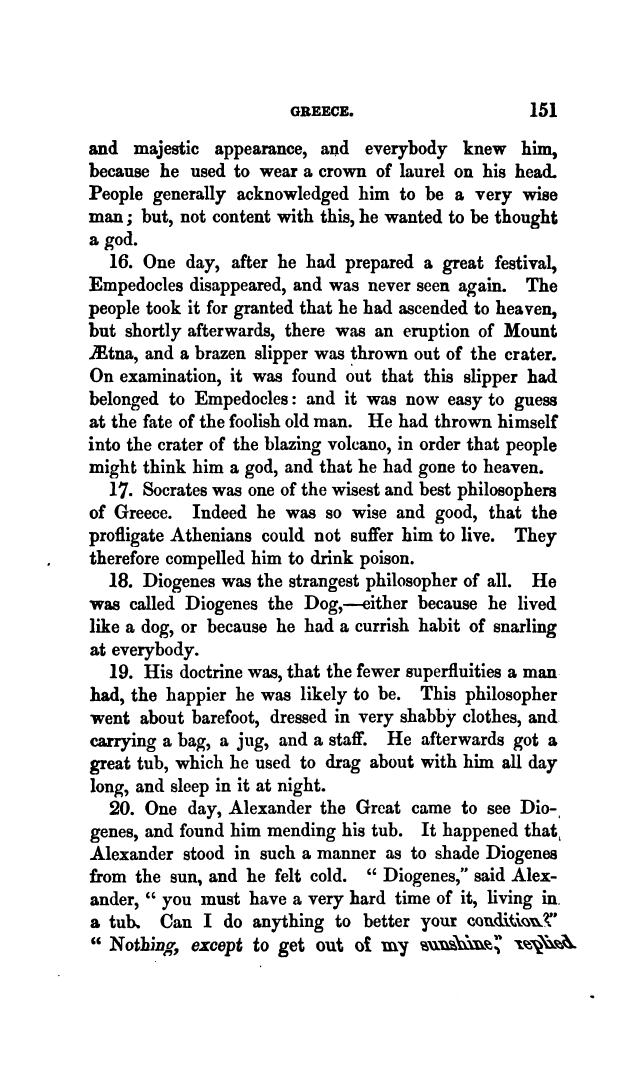 GREECE. 151
and majestic appearance, and everybody knew him,
because he used to wear a crown of laurel on his head.
People generally acknowledged him to be a very wise
man; but, not content with this, he wanted to be thought
a god.
16. One day, after he had prepared a great festival,
Empedocles disappeared, and was never seen again. The
people took it for granted that he had ascended to heaven,
but shortly afterwards, there was an eruption of Mount
Ætna, and a brazen slipper was thrown out of the crater.
On examination, it was found out that this slipper had
belonged to Empedocles: and it was now easy to guess
at the fate of the foolish old man. He had thrown himself
into the crater of the blazing volcano, in order that people
might think him a god, and that he had gone to heaven.
17. Socrates was one of the wisest and best philosophers
of Greece. Indeed he was so wise and good, that the
profligate Athenians could not suffer him to live. They
therefore compelled him to drink poison.
18. Diogenes was the strangest philosopher of all. He
was called Diogenes the Dog,—either because he lived
like a dog, or because he had a currish habit of snarling
at everybody.
19. His doctrine was, that the fewer superfluities a man
had, the happier he was likely to be. This philosopher
went about barefoot, dressed in very shabby clothes, and
carrying a bag, a jug, and a staff. He afterwards got a
great tub, which he used to drag about with him all day
long, and sleep in it at night.
20. One day, Alexander the Great came to see Dio-
genes, and found him mending his tub. It happened that
Alexander stood in such a manner as to shade Diogenes
from the sun, and he felt cold. " Diogenes," said Alex-
ander, " you must have a very hard time of it, living in
a tub. Can I do anything to better your condition?"
" Nothing, except to get out of my sunshine," replied